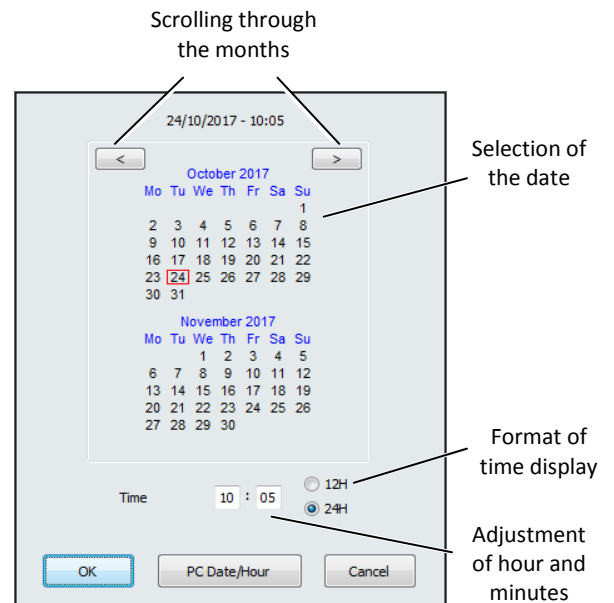 Scrolling through
the months
24/10/2017 - 10:05
< >
October 2017
Mo Tu We Th Fr Sa Su
1
2 3 4 5 6 7 8
9 10 11 12 13 14 15
16 17 18 19 20 21 22
23 24 25 26 27 28 29
30 31
November 2017
Mo Tu We Th Fr Sa Su
1 2 3 4 5
6 7 8 9 10 11 12
13 14 15 16 17 18 19
20 21 22 23 24 25 26
27 28 29 30
Selection of
the date
Time 10 : 05
12H
24H
Format of
time display
Adjustment
of hour and
minutes
OK PC Date/Hour Cancel